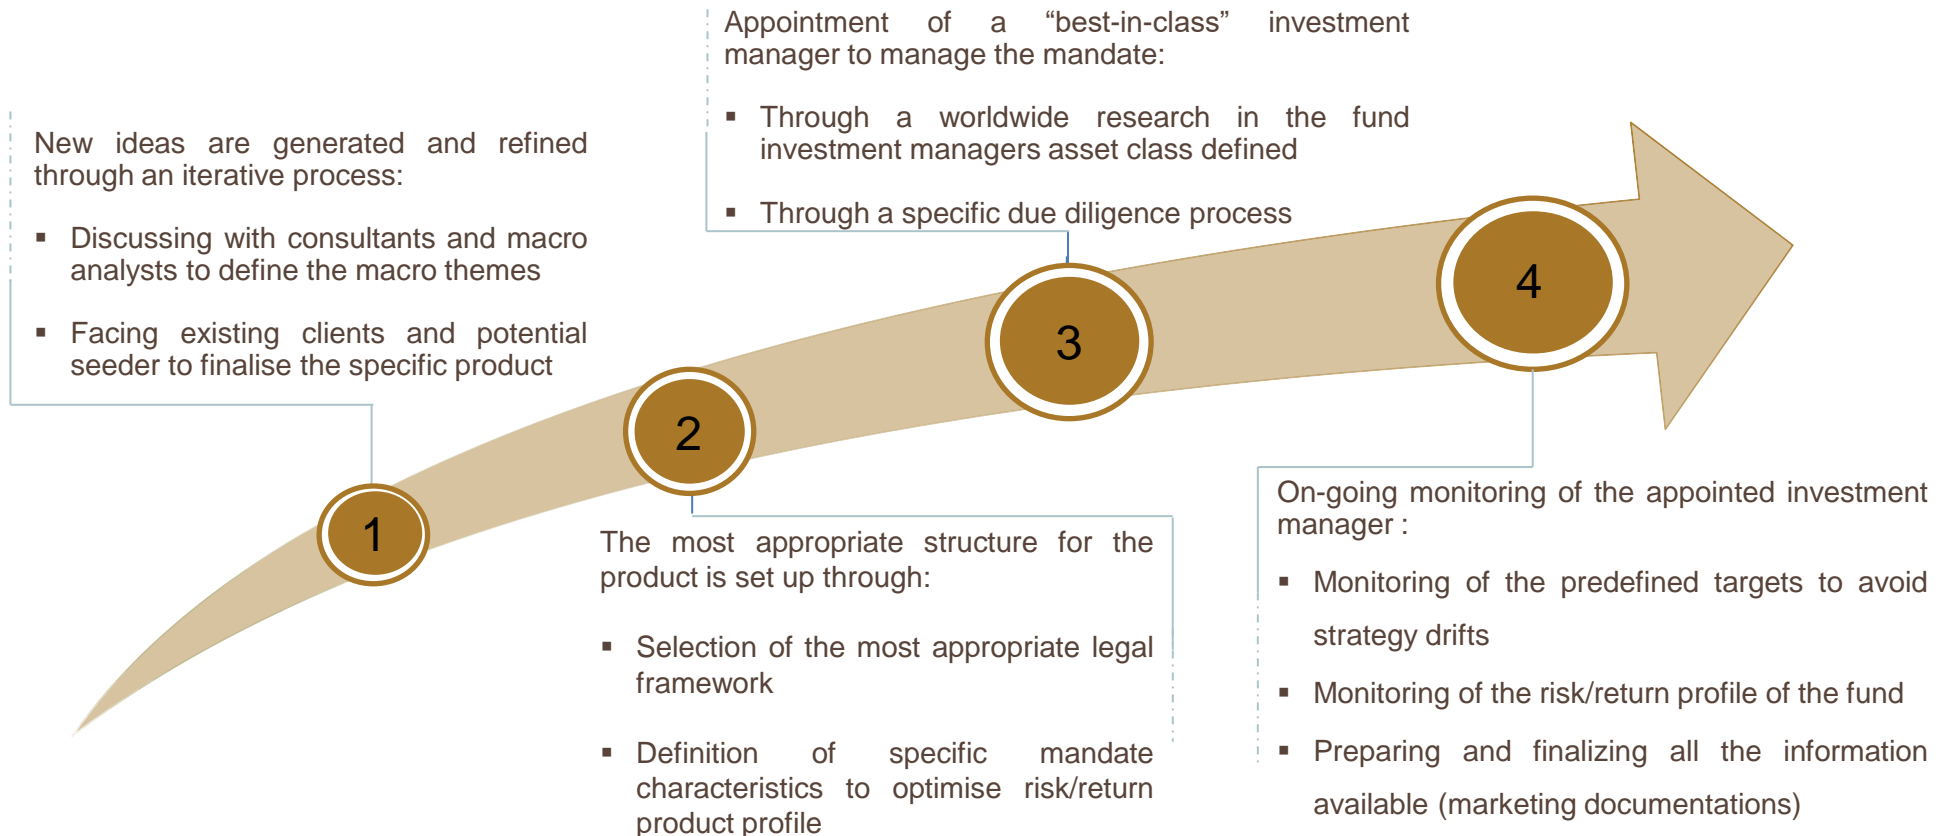 New ideas are generated and refined
through an iterative process:
▪ Discussing with consultants and macro
analysts to define the macro themes
▪ Facing existing clients and potential
seeder to finalise the specific product
1
2
The most appropriate structure for the
product is set up through:
▪ Selection of the most appropriate legal
framework
▪ Definition of specific mandate
characteristics to optimise risk/return
product profile
Appointment of a “best-in-class” investment
manager to manage the mandate:
▪ Through a worldwide research in the fund
investment managers asset class defined
▪ Through a specific due diligence process
3
4
On-going monitoring of the appointed investment
manager :
▪ Monitoring of the predefined targets to avoid
strategy drifts
▪ Monitoring of the risk/return profile of the fund
▪ Preparing and finalizing all the information
available (marketing documentations)